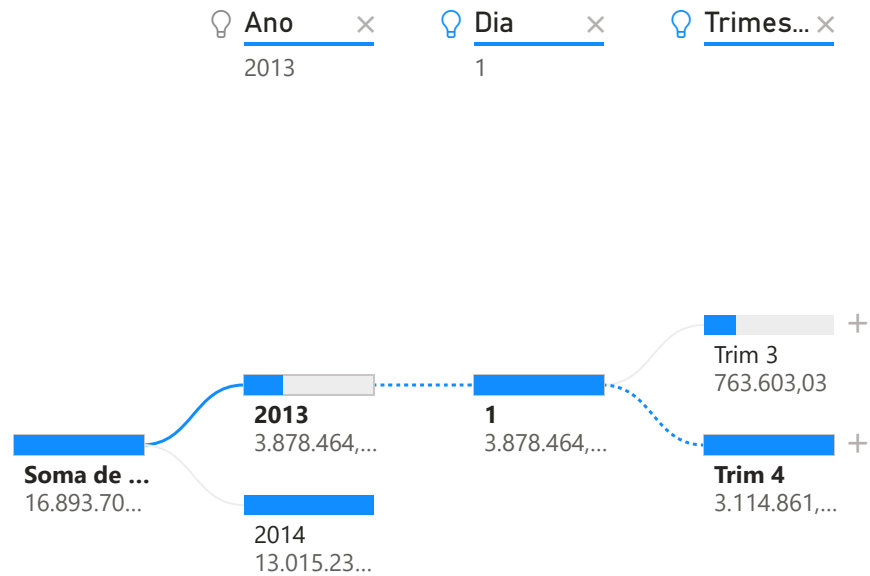 Ano
Dia
Trimes...
2013
1
Trim 3
763.603,03
2013
3.878.464,...
1
3.878.464,...
Soma de ...
16.893.70...
Trim 4
3.114.861,...
2014
13.015.23...